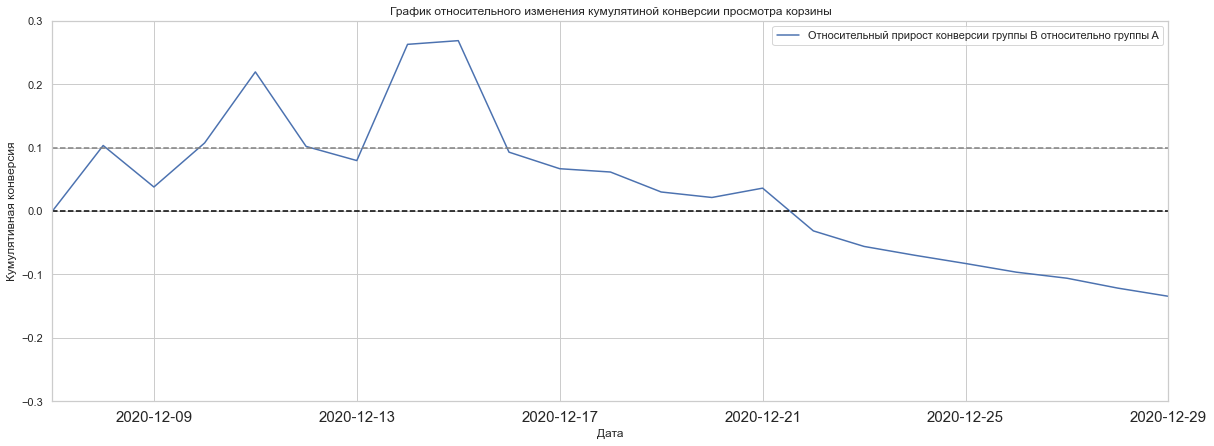 График относительного изменения кумулятиной конверсии просмотра корзины
Относительный прирост конверсии группы B относительно группы A
Кумулятивная конверсия
0.3
0.2
0.1
0.0
−0.1
−0.2
−0.3
2020-12-09 2020-12-13 2020-12-17 2020-12-21 2020-12-25 2020-12-29
Дата